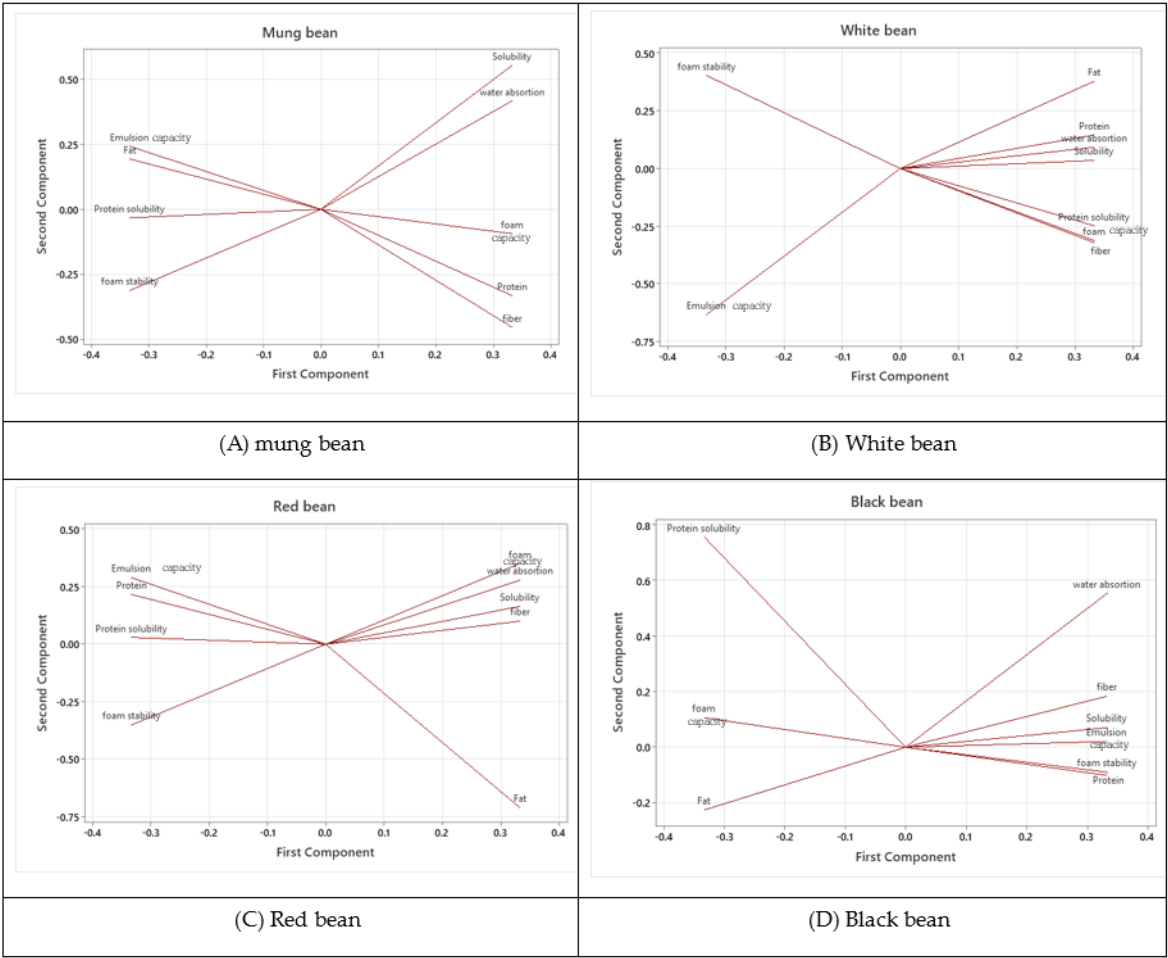 Mung bean
Solubility
0.50
water absortion
Emulsion capacity
0.25
Fat
Second Component
Protein solubility
0.00
foam
capacity
foam stability
-0.25
Protein
fiber
-0.50
-0.4 -0.3 -0.2 -0.1 0.0 0.1 0.2 0.3 0.4
First Component
(A) mung bean
White bean
0.50
foam stability
Fat
0.25
Protein
water absortion
Solubility
0.00
Second Component
Protein solubility
-0.25
foam capacity
fiber
-0.50
Emulsion capacity
-0.75
-0.4 -0.3 -0.2 -0.1 0.0 0.1 0.2 0.3 0.4
First Component
(B) White bean
Red bean
0.50
foam
capacity
Emulsion capacity
water absortion
0.25
Protein
Solubility
fiber
Protein solubility
0.00
Second Component
-0.25
foam stability
-0.50
Fat
-0.75
-0.4 -0.3 -0.2 -0.1 0.0 0.1 0.2 0.3 0.4
First Component
(C) Red bean
Black bean
0.8
Protein solubility
0.6
water absortion
0.4
Second Component
0.2
fiber
foam
capacity
Solubility
Emulsion
capacity
0.0
foam stability
Protein
Fat
-0.2
-0.4 -0.3 -0.2 -0.1 0.0 0.1 0.2 0.3 0.4
First Component
(D) Black bean